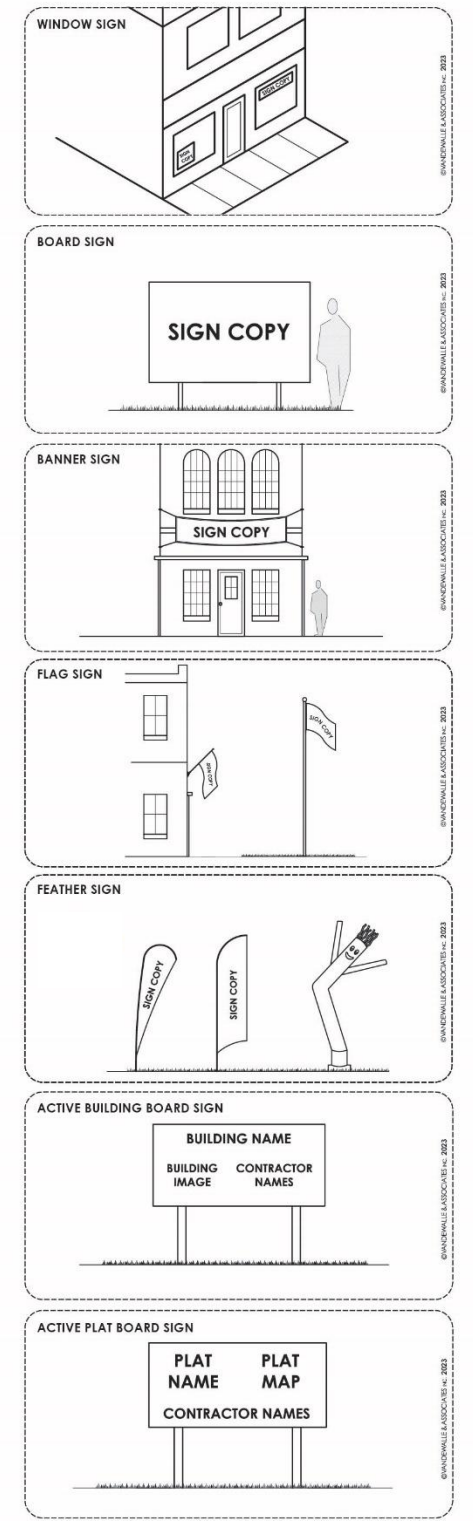 WINDOW SIGN
SIGN COPY
SIGN
COPY
©VANDEWALLE & ASSOCIATES INC. 2023
BOARD SIGN
SIGN COPY
©VANDEWALLE & ASSOCIATES INC. 2023
BANNER SIGN
SIGN COPY
©VANDEWALLE & ASSOCIATES INC. 2023
FLAG SIGN
SIGN COPY
SIGN COPY
©VANDEWALLE & ASSOCIATES INC. 2023
FEATHER SIGN
SIGN COPY
SIGN COPY
©VANDEWALLE & ASSOCIATES INC. 2023
ACTIVE BUILDING BOARD SIGN
BUILDING NAME
BUILDING CONTRACTOR
IMAGE NAMES
©VANDEWALLE & ASSOCIATES INC. 2023
ACTIVE PLAT BOARD SIGN
PLAT PLAT
NAME MAP
CONTRACTOR NAMES
©VANDEWALLE & ASSOCIATES INC. 2023